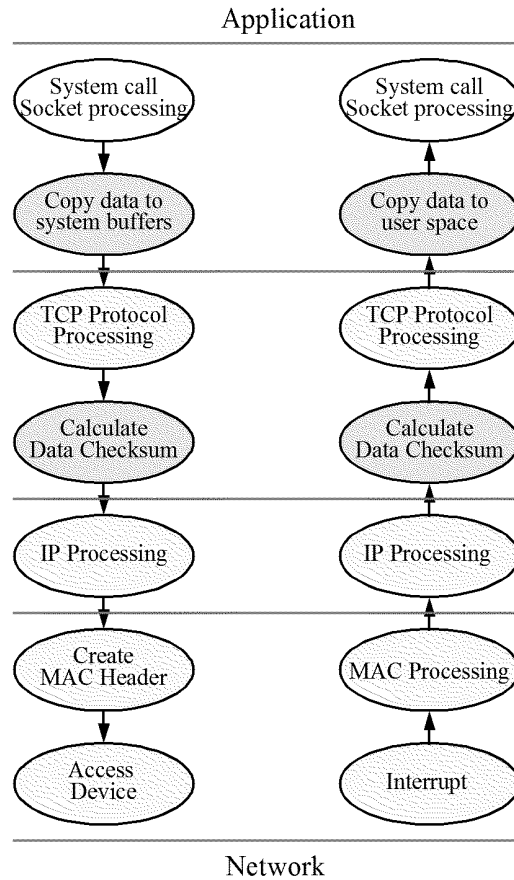 Application
System call
Socket processing
Copy data to
system buffers
TCP Protocol
Processing
Calculate
Data Checksum
IP Processing
Create
MAC Header
Access
Device
System call
Socket processing
Copy data to
user space
TCP Protocol
Processing
Calculate
Data Checksum
IP Processing
MAC Processing
Interrupt
Network